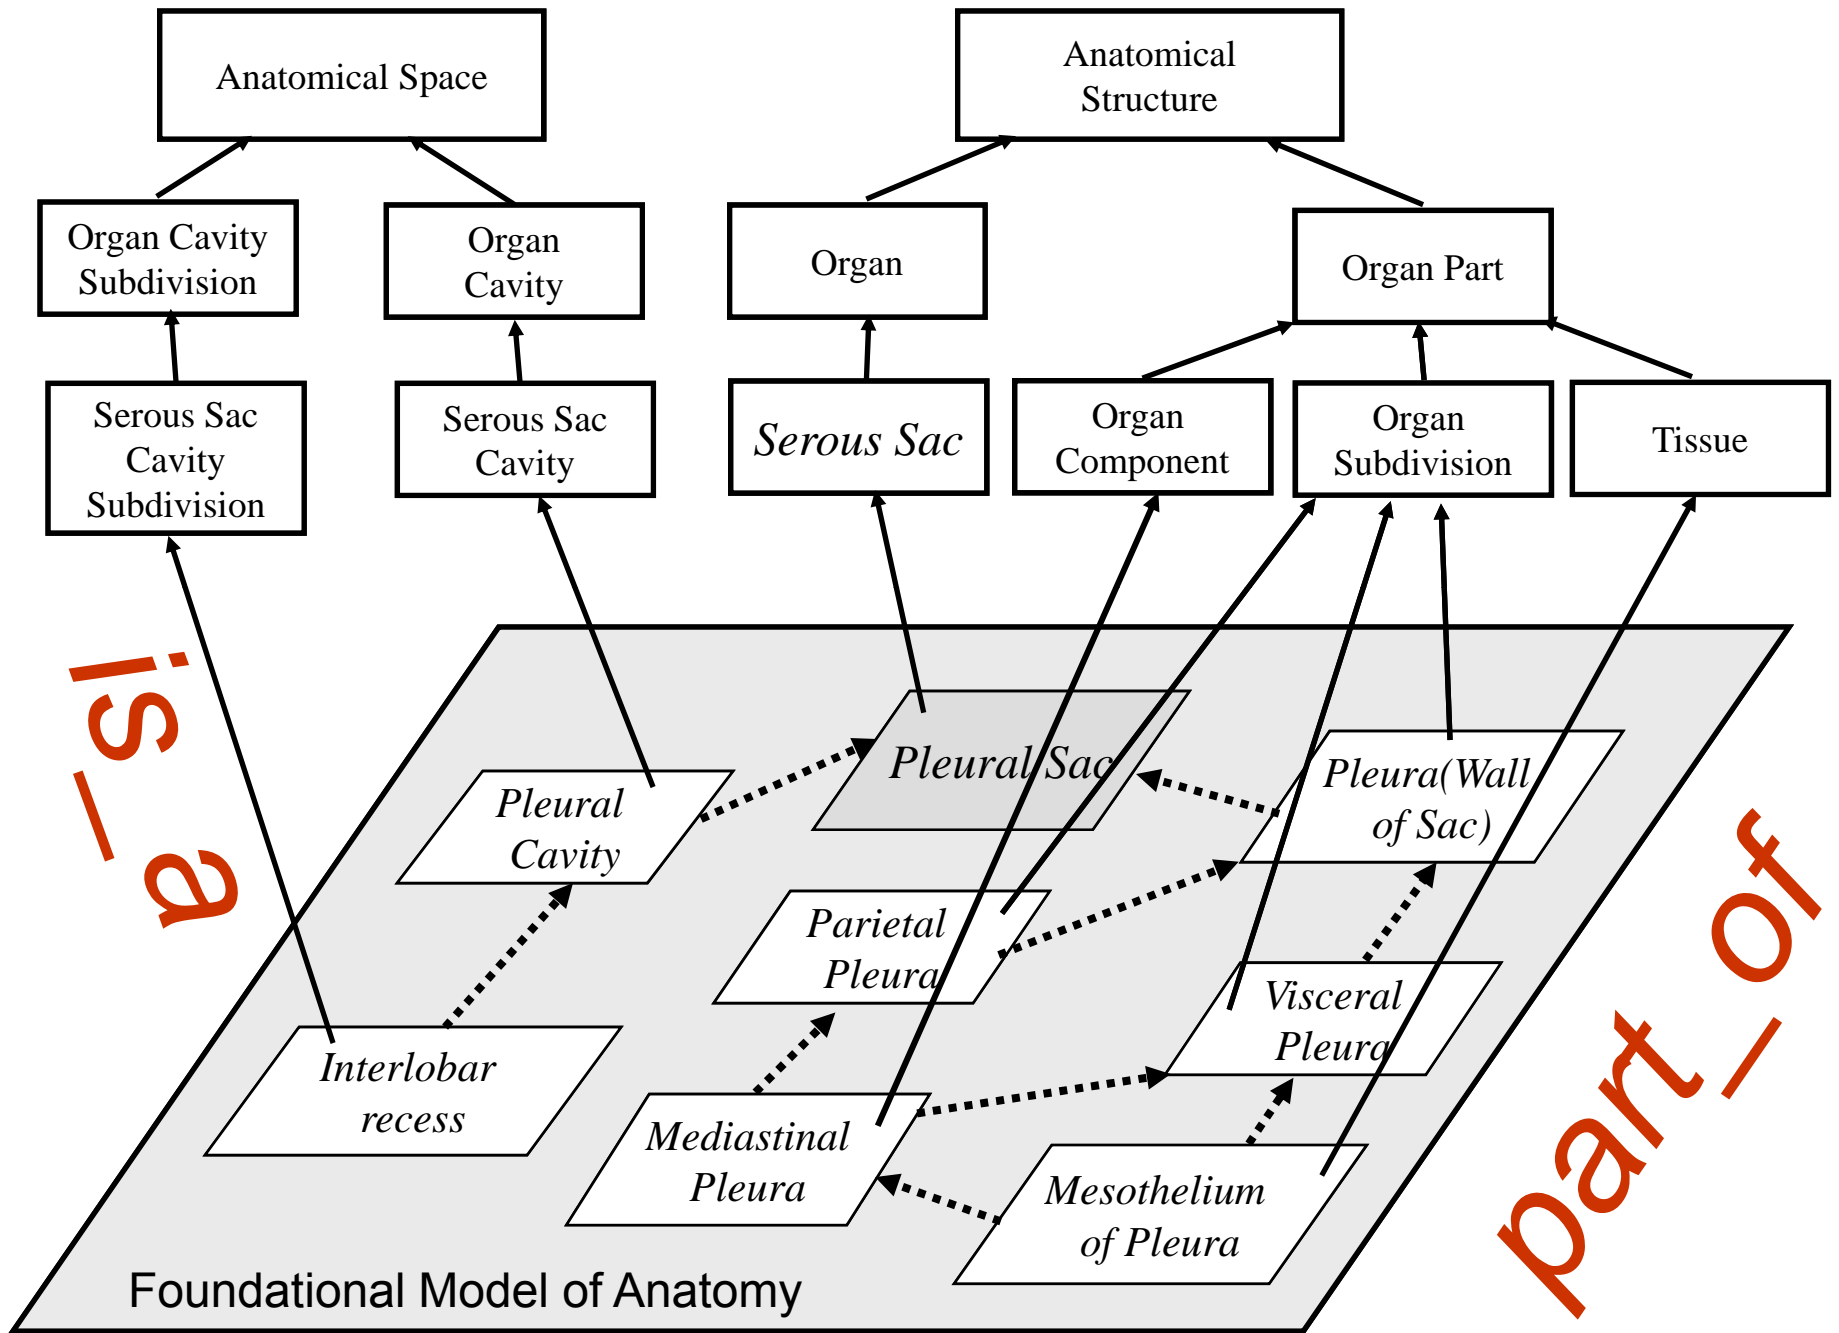 Anatomical Space
Anatomical
Structure
Organ Cavity
Subdivision
Organ
Cavity
Organ
Organ Part
Serous Sac
Cavity
Subdivision
Serous Sac
Cavity
Serous Sac
Organ
Component
Organ
Subdivision
Tissue
is_a
Pleural Sac
Pleura(Wall
of Sac)
Pleural
Cavity
Parietal
Pleura
Visceral
Pleura
part_of
Interlobar
recess
Mediastinal
Pleura
Mesothelium
of Pleura
Foundational Model of Anatomy